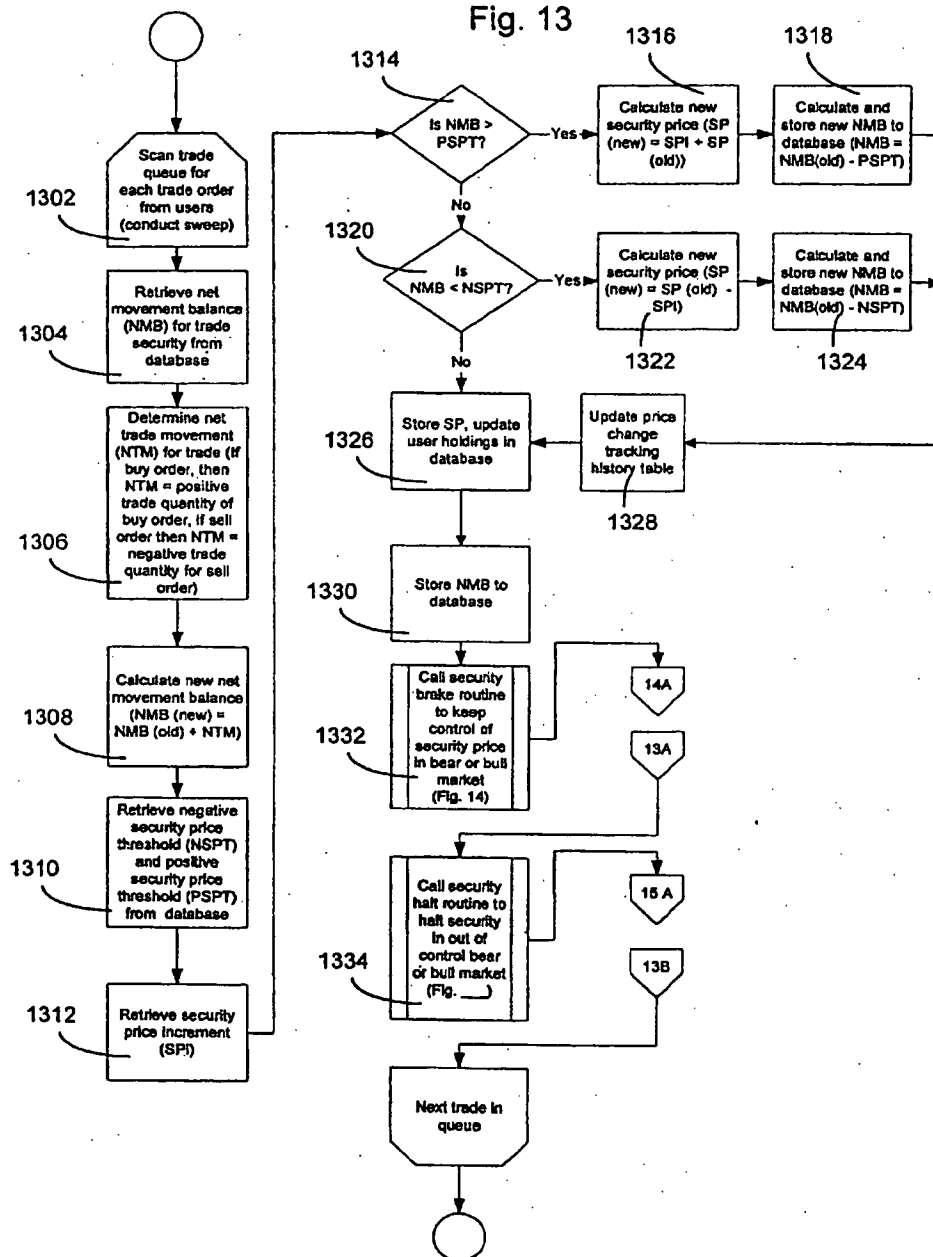 Fig. 13
Scan trade
queue for
each trade order
from users
(conduct sweep)
1302
Retrieve net
movement balance
(NMB) for trade
security from
database
1304
Determine net
trade movement
(NTM) for trade (If
buy order, then
NTM = positive
trade quantity of
buy order, if sell
order then NTM =
negative trade
quantity for sell
order)
1306
Calculate new net
movement balance
(NMB (new) =
NMB (old) + NTM)
1308
Retrieve negative
security price
threshold (NSPT)
and positive
security price
threshold (PSPT)
from database
1310
Retrieve security
price increment
(SPI)
1312
1314
Is NMB >
PSPT?
Yes
No
1316
Calculate new
security price (SP
(new) = SPI + SP
(old))
1318
Calculate and
store new NMB to
database (NMB =
NMB(old) - PSPT)
1320
Is
NMB < NSPT?
Yes
No
Calculate new
security price (SP
(new) = SP (old) -
SPI)
1322
Calculate and
store new NMB to
database (NMB =
NMB(old) - NSPT)
1324
Store SP, update
user holdings in
database
1326
Update price
change
tracking
history table
1328
Store NMB to
database
1330
Call security
brake routine
to keep
control of
security price
in bear or bull
market
(Fig. 14)
1332
14A
13A
Call security
halt routine to
halt security
in out of
control bear
or bull market
(Fig. __)
1334
15 A
13B
Next trade in
queue